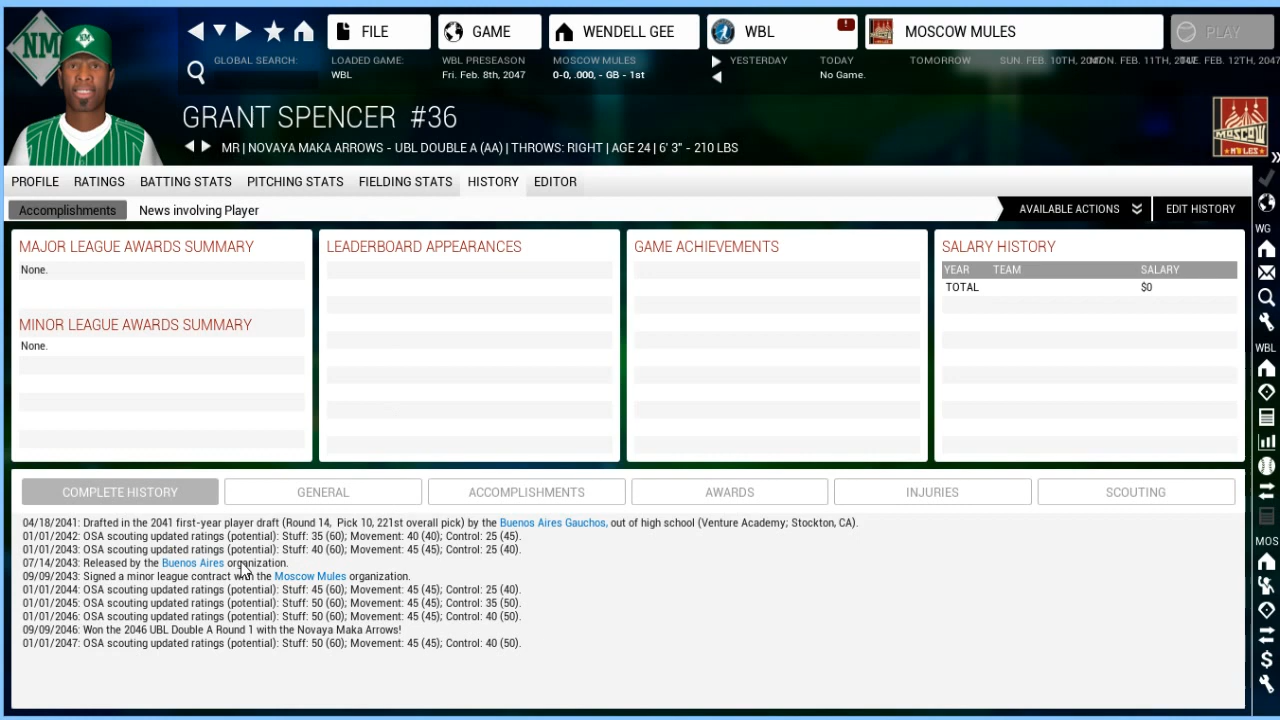 NM
FILE
GAME
WENDELL GEE
WBL
MOSCOW MULES
PLAY
GLOBAL SEARCH:
LOADED GAME:
WBL
WBL PRESEASON
Fri. Feb. 8th, 2047
MOSCOW MULES
0-0, .000, - GB - 1st
YESTERDAY
TODAY
No Game.
TOMORROW
SUN. FEB. 10TH, 2047
MON. FEB. 11TH, 2047
TUE. FEB. 12TH, 2047
GRANT SPENCER #36
MR | NOVAYA MAKA ARROWS - UBL DOUBLE A (AA) | THROWS: RIGHT | AGE 24 | 6' 3" - 210 LBS
MOSCOW
MULES
PROFILE
RATINGS
BATTING STATS
PITCHING STATS
FIELDING STATS
HISTORY
EDITOR
Accomplishments
News involving Player
AVAILABLE ACTIONS
EDIT HISTORY
WG
WBL
MOS
MAJOR LEAGUE AWARDS SUMMARY
None.
MINOR LEAGUE AWARDS SUMMARY
None.
LEADERBOARD APPEARANCES
GAME ACHIEVEMENTS
SALARY HISTORY
YEAR TEAM SALARY
TOTAL $0
COMPLETE HISTORY
GENERAL
ACCOMPLISHMENTS
AWARDS
INJURIES
SCOUTING
04/18/2041: Drafted in the 2041 first-year player draft (Round 14, Pick 10, 221st overall pick) by the Buenos Aires Gauchos, out of high school (Venture Academy; Stockton, CA).
01/01/2042: OSA scouting updated ratings (potential): Stuff: 35 (60); Movement: 40 (40); Control: 25 (45).
01/01/2043: OSA scouting updated ratings (potential): Stuff: 40 (60); Movement: 45 (45); Control: 25 (40).
07/14/2043: Released by the Buenos Aires organization.
09/09/2043: Signed a minor league contract with the Moscow Mules organization.
01/01/2044: OSA scouting updated ratings (potential): Stuff: 45 (60); Movement: 45 (45); Control: 25 (40).
01/01/2045: OSA scouting updated ratings (potential): Stuff: 50 (60); Movement: 45 (45); Control: 35 (50).
01/01/2046: OSA scouting updated ratings (potential): Stuff: 50 (60); Movement: 45 (45); Control: 40 (50).
09/09/2046: Won the 2046 UBL Double A Round 1 with the Novaya Maka Arrows!
01/01/2047: OSA scouting updated ratings (potential): Stuff: 50 (60); Movement: 45 (45); Control: 40 (50).